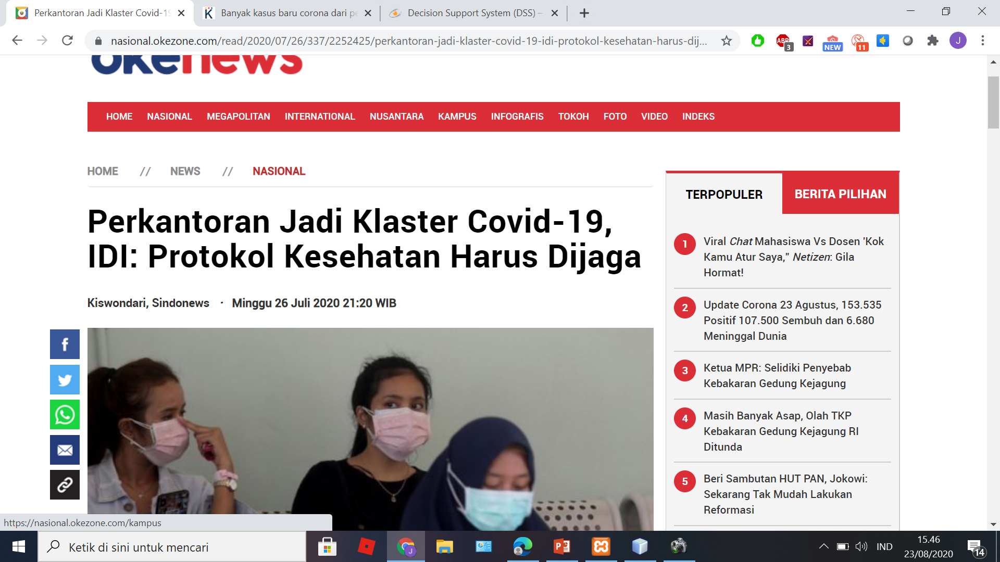 Perkantoran Jadi Klaster Covid-19
Banyak kasus baru corona dari pe
Decision Support System (DSS) –
nasional.okezone.com/read/2020/07/26/337/2252425/perkantoran-jadi-klaster-covid-19-idi-protokol-kesehatan-harus-dij...
ABP
3
NEW
11
J
okenews
HOME NASIONAL MEGAPOLITAN INTERNATIONAL NUSANTARA KAMPUS INFOGRAFIS TOKOH FOTO VIDEO INDEKS
HOME // NEWS // NASIONAL
Perkantoran Jadi Klaster Covid-19,
IDI: Protokol Kesehatan Harus Dijaga
Kiswondari, Sindonews · Minggu 26 Juli 2020 21:20 WIB
TERPOPULER
BERITA PILIHAN
1 Viral Chat Mahasiswa Vs Dosen 'Kok
Kamu Atur Saya," Netizen: Gila
Hormat!
2 Update Corona 23 Agustus, 153.535
Positif 107.500 Sembuh dan 6.680
Meninggal Dunia
3 Ketua MPR: Selidiki Penyebab
Kebakaran Gedung Kejagung
4 Masih Banyak Asap, Olah TKP
Kebakaran Gedung Kejagung RI
Ditunda
5 Beri Sambutan HUT PAN, Jokowi:
Sekarang Tak Mudah Lakukan
Reformasi
https://nasional.okezone.com/kampus
Ketik di sini untuk mencari
IND
15.46
23/08/2020
14